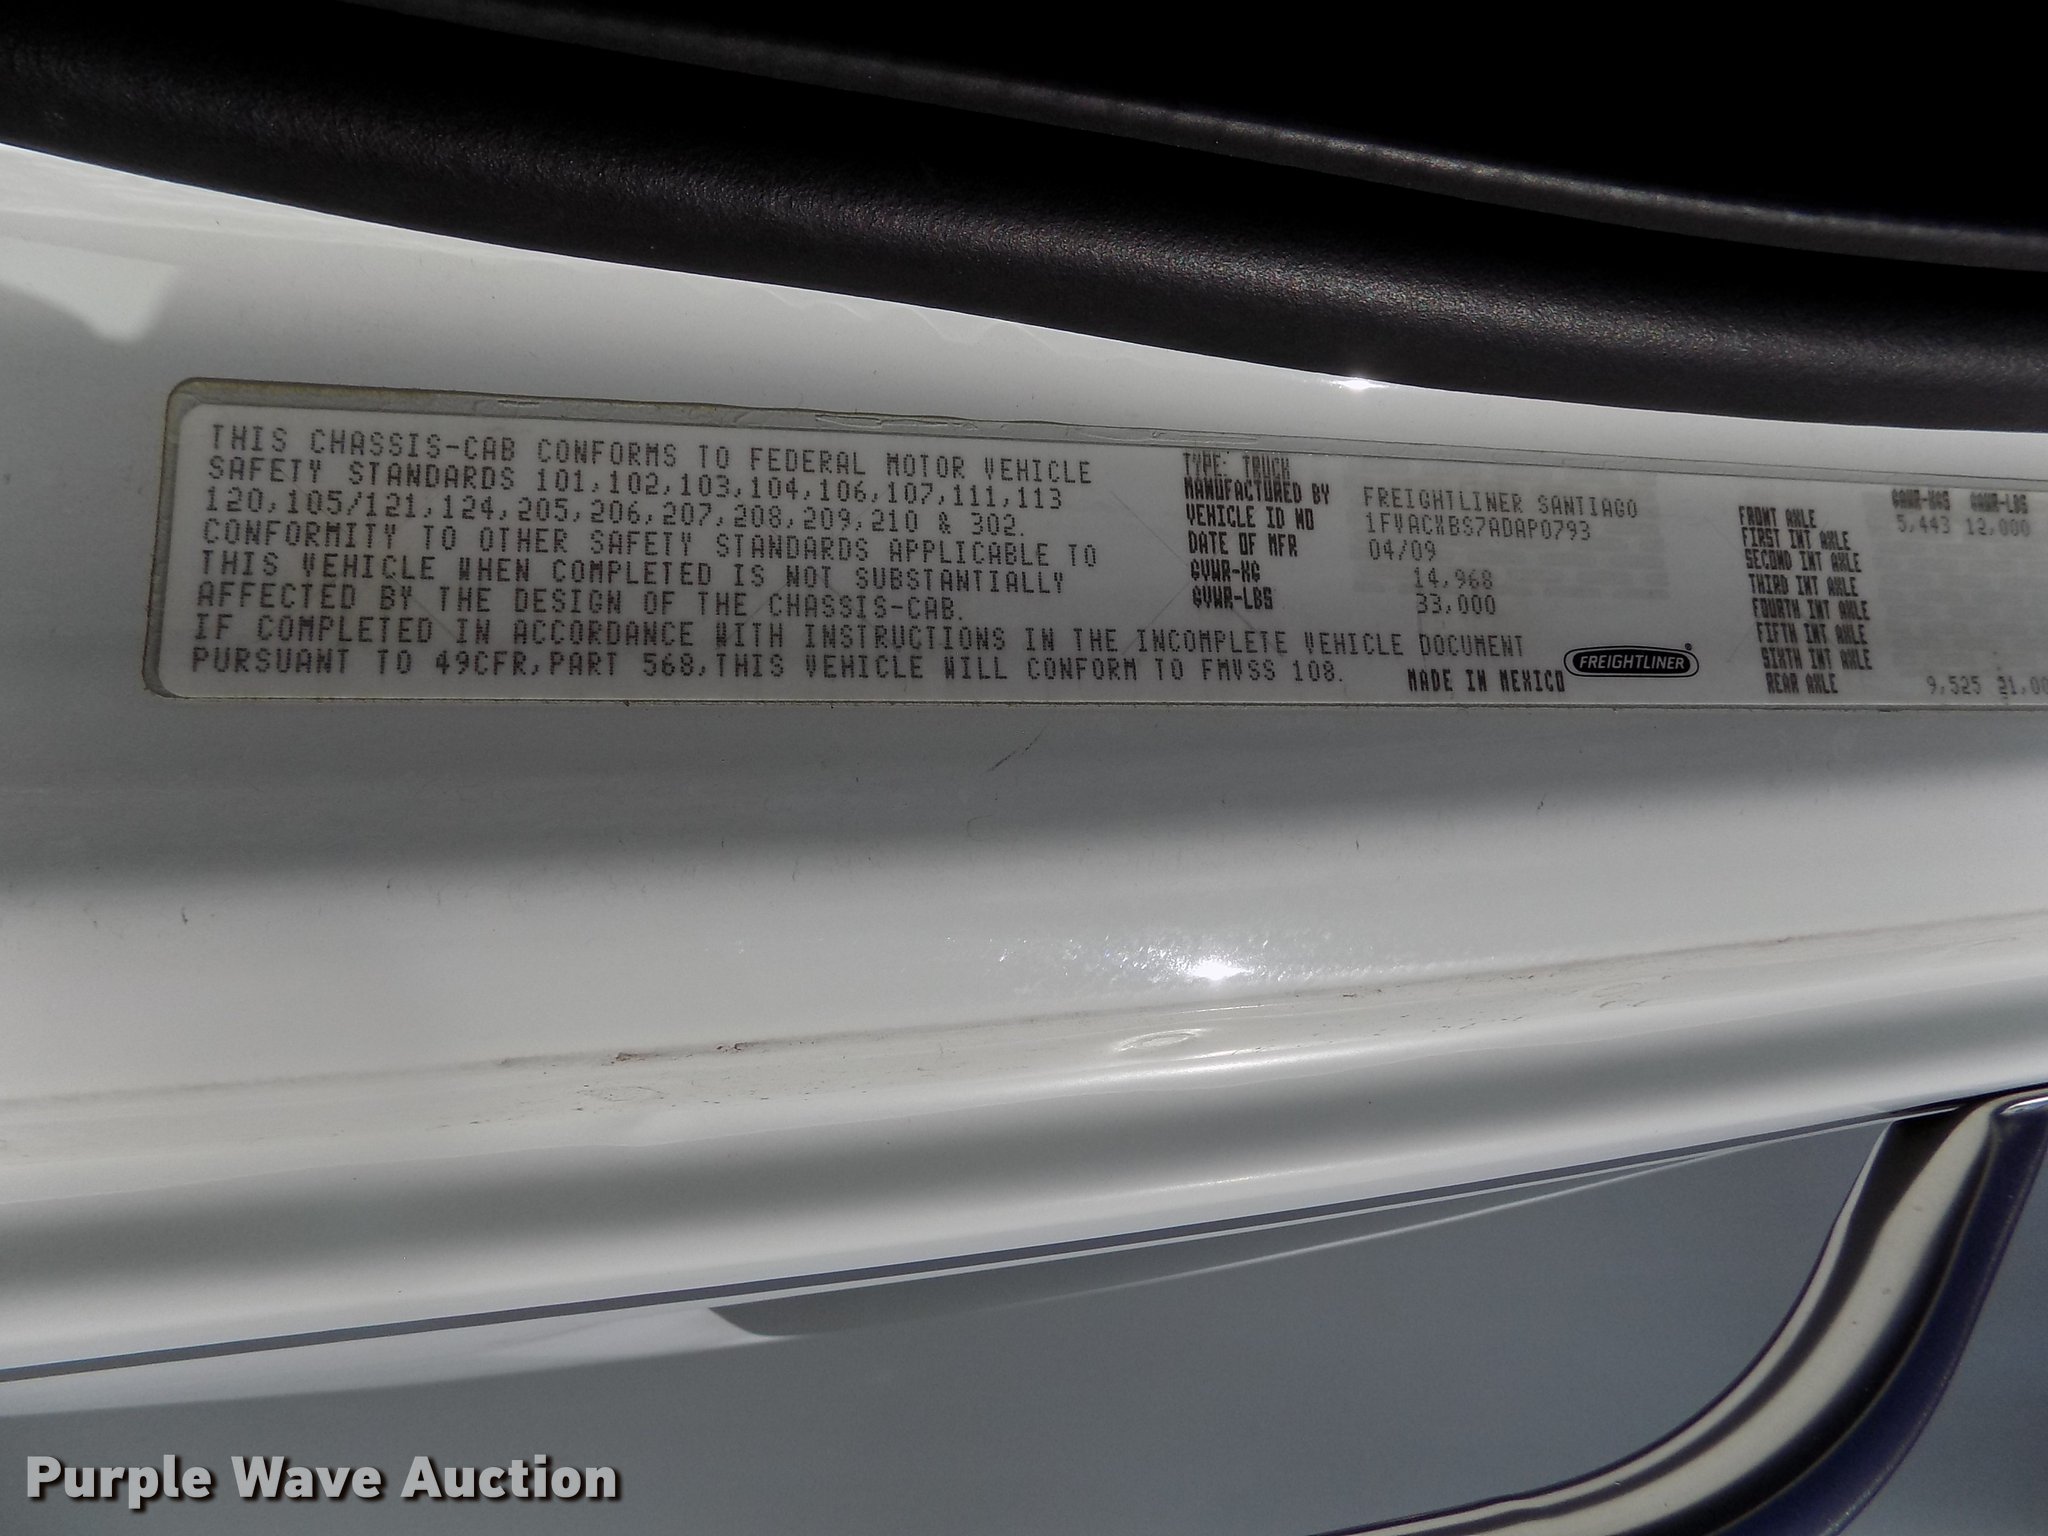 THIS CHASSIS-CAB CONFORMS TO FEDERAL MOTOR VEHICLE
SAFETY STANDARDS 101,102,103,104,106,107,111,113
120,105/121,124,205,206,207,208,209,210 & 302.
CONFORMITY TO OTHER SAFETY STANDARDS APPLICABLE TO
THIS VEHICLE WHEN COMPLETED IS NOT SUBSTANTIALLY
AFFECTED BY THE DESIGN OF THE CHASSIS-CAB.
IF COMPLETED IN ACCORDANCE WITH INSTRUCTIONS IN THE INCOMPLETE VEHICLE DOCUMENT
PURSUANT TO 49CFR,PART 568,THIS VEHICLE WILL CONFORM TO FMVSS 108.
TYPE: TRUCK
MANUFACTURED BY FREIGHTLINER SANTIAGO
VEHICLE ID NO 1FVACXBS7ADAP0793
DATE OF MFR 04/09
GVWR-KG 14,968
GVWR-LBS 33,000
MADE IN MEXICO
FREIGHTLINER®
GAWR-KGS GAWR-LBS
FRONT AXLE 5,443 12,000
FIRST INT AXLE
SECOND INT AXLE
THIRD INT AXLE
FOURTH INT AXLE
FIFTH INT AXLE
SIXTH INT AXLE
REAR AXLE 9,525 21,00
Purple Wave Auction